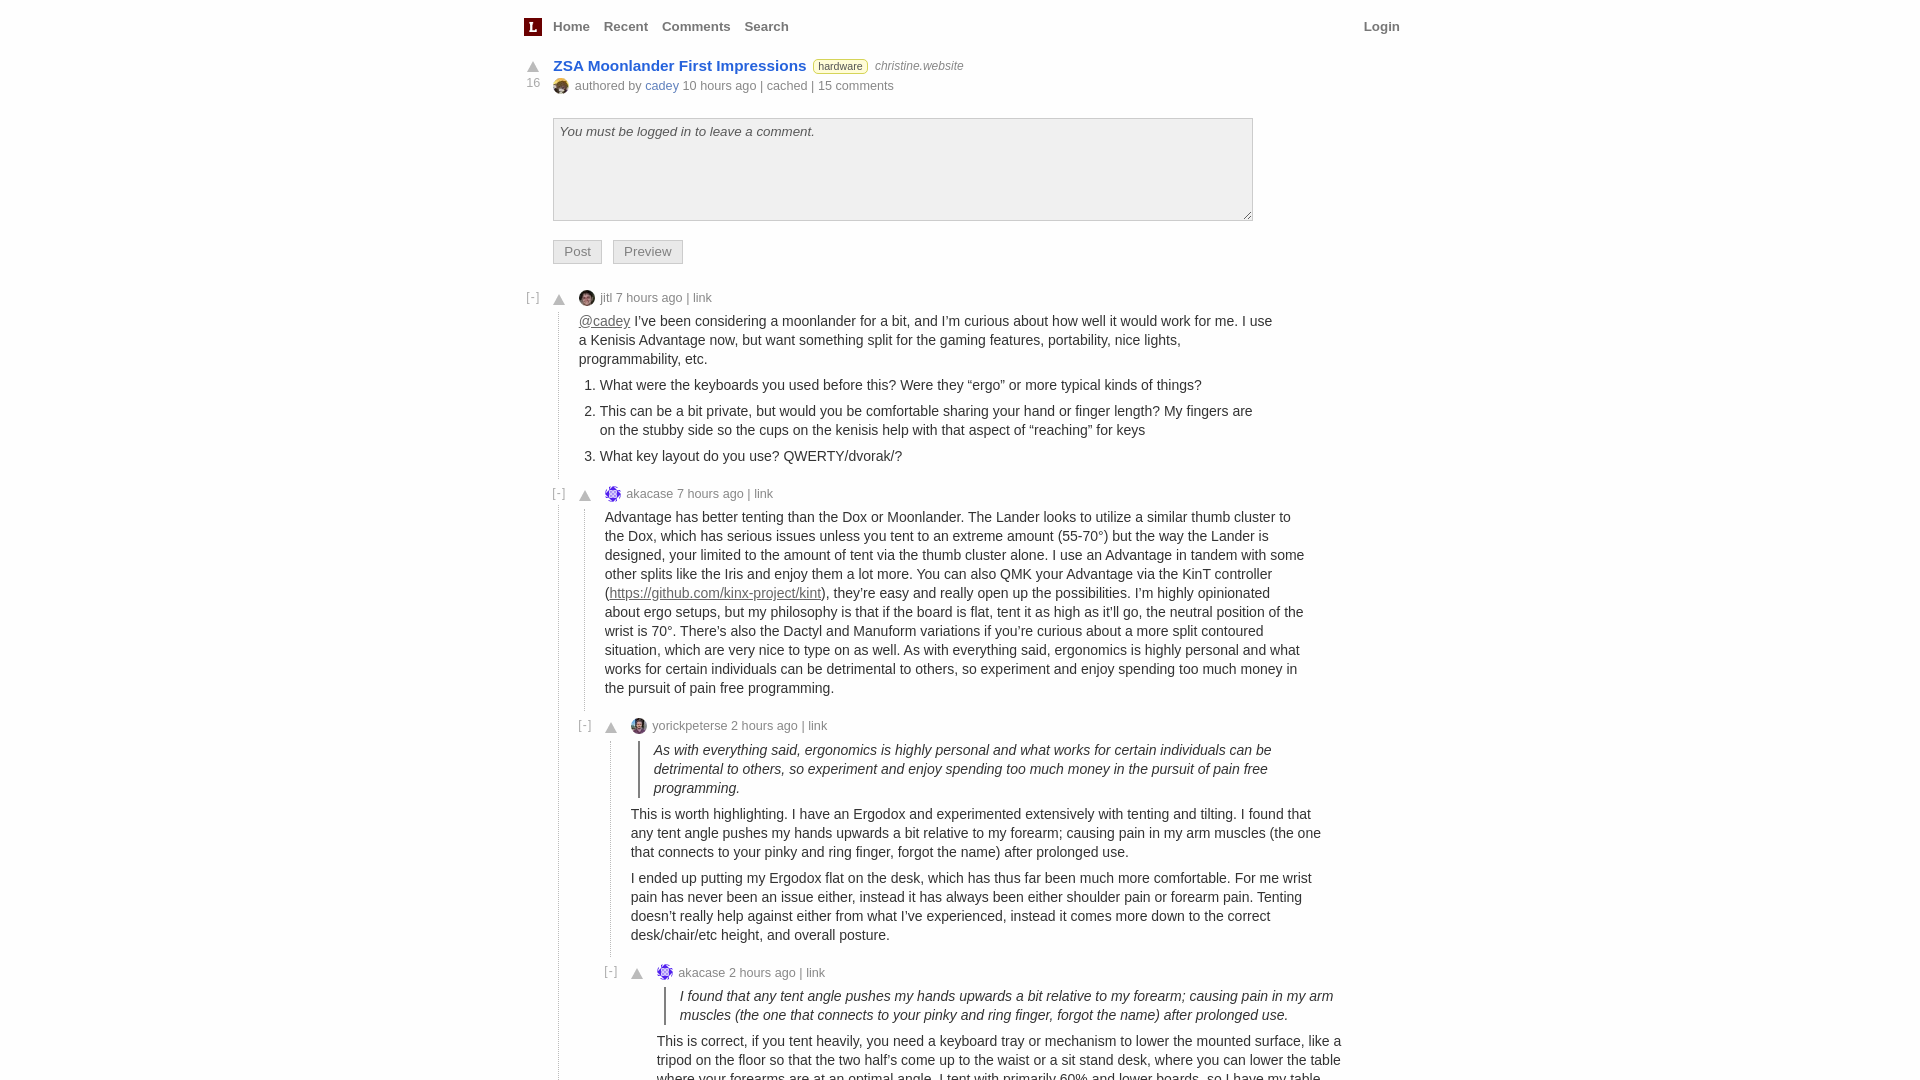 L Home Recent Comments Search Login
ZSA Moonlander First Impressions hardware christine.website
16 authored by cadey 10 hours ago | cached | 15 comments
You must be logged in to leave a comment.
Post Preview
[-] jitl 7 hours ago | link
@cadey I’ve been considering a moonlander for a bit, and I’m curious about how well it would work for me. I use
a Kenisis Advantage now, but want something split for the gaming features, portability, nice lights,
programmability, etc.
1. What were the keyboards you used before this? Were they “ergo” or more typical kinds of things?
2. This can be a bit private, but would you be comfortable sharing your hand or finger length? My fingers are
on the stubby side so the cups on the kenisis help with that aspect of “reaching” for keys
3. What key layout do you use? QWERTY/dvorak/?
[-] akacase 7 hours ago | link
Advantage has better tenting than the Dox or Moonlander. The Lander looks to utilize a similar thumb cluster to
the Dox, which has serious issues unless you tent to an extreme amount (55-70°) but the way the Lander is
designed, your limited to the amount of tent via the thumb cluster alone. I use an Advantage in tandem with some
other splits like the Iris and enjoy them a lot more. You can also QMK your Advantage via the KinT controller
(https://github.com/kinx-project/kint), they’re easy and really open up the possibilities. I’m highly opinionated
about ergo setups, but my philosophy is that if the board is flat, tent it as high as it’ll go, the neutral position of the
wrist is 70°. There’s also the Dactyl and Manuform variations if you’re curious about a more split contoured
situation, which are very nice to type on as well. As with everything said, ergonomics is highly personal and what
works for certain individuals can be detrimental to others, so experiment and enjoy spending too much money in
the pursuit of pain free programming.
[-] yorickpeterse 2 hours ago | link
As with everything said, ergonomics is highly personal and what works for certain individuals can be
detrimental to others, so experiment and enjoy spending too much money in the pursuit of pain free
programming.
This is worth highlighting. I have an Ergodox and experimented extensively with tenting and tilting. I found that
any tent angle pushes my hands upwards a bit relative to my forearm; causing pain in my arm muscles (the one
that connects to your pinky and ring finger, forgot the name) after prolonged use.
I ended up putting my Ergodox flat on the desk, which has thus far been much more comfortable. For me wrist
pain has never been an issue either, instead it has always been either shoulder pain or forearm pain. Tenting
doesn’t really help against either from what I’ve experienced, instead it comes more down to the correct
desk/chair/etc height, and overall posture.
[-] akacase 2 hours ago | link
I found that any tent angle pushes my hands upwards a bit relative to my forearm; causing pain in my arm
muscles (the one that connects to your pinky and ring finger, forgot the name) after prolonged use.
This is correct, if you tent heavily, you need a keyboard tray or mechanism to lower the mounted surface, like a
tripod on the floor so that the two half’s come up to the waist or a sit stand desk, where you can lower the table
where your forearms are at an optimal angle. I tent with primarily 60% and lower boards, so I have my table